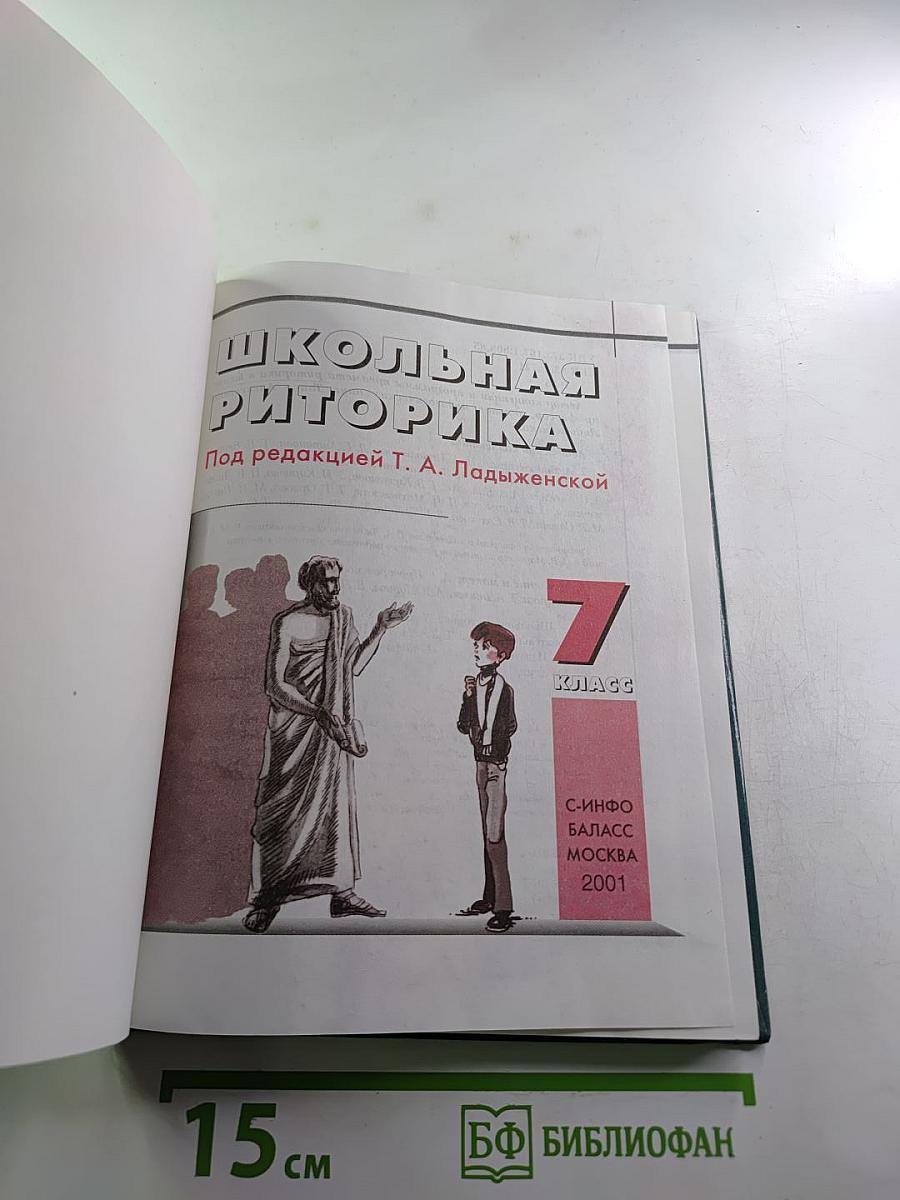 ШКОЛЬНАЯ
РИТОРИКА
Под редакцией Т. А. Ладыженской
7
КЛАСС
С-ИНФО
БАЛАСС
МОСКВА
2001
15 см
БФ БИБЛИОФАН